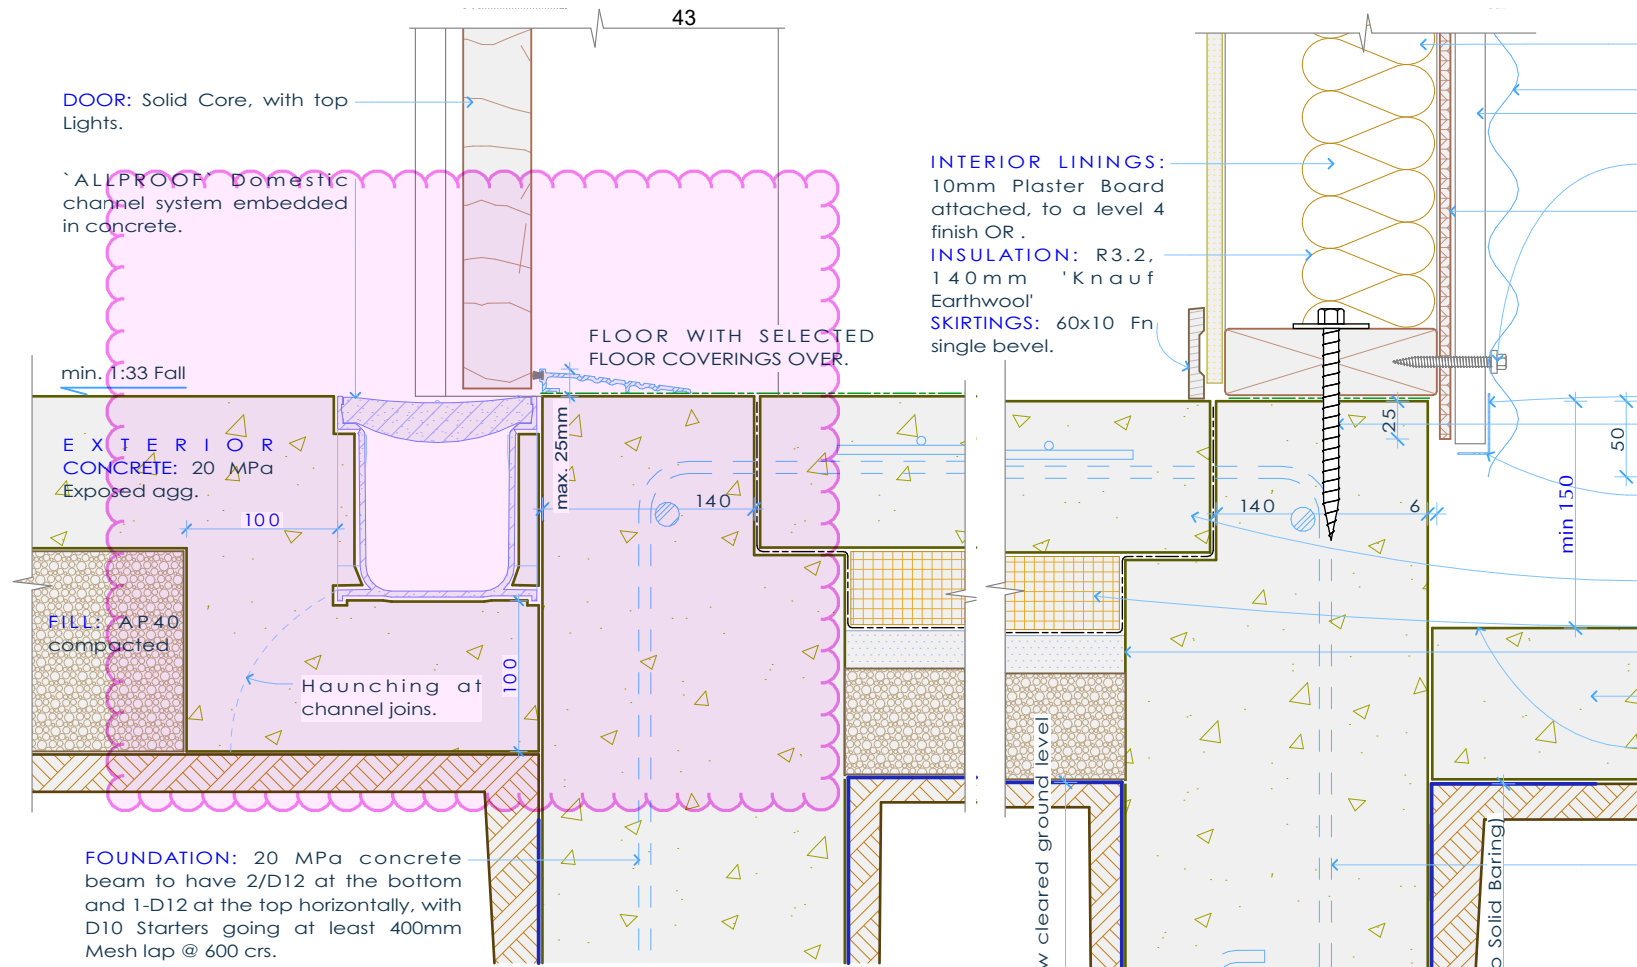 43
DOOR: Solid Core, with top
Lights.
`ALLPROOF` Domestic
channel system embedded
in concrete.
min. 1:33 Fall
FLOOR WITH SELECTED
FLOOR COVERINGS OVER.
max. 25mm
EXTERIOR
CONCRETE: 20 MPa
Exposed agg.
100
140
FILL: AP40
compacted
Haunching at
channel joins.
100
FOUNDATION: 20 MPa concrete
beam to have 2/D12 at the bottom
and 1-D12 at the top horizontally, with
D10 Starters going at least 400mm
Mesh lap @ 600 crs.
INTERIOR LININGS:
10mm Plaster Board
attached, to a level 4
finish OR .
INSULATION: R3.2,
140mm 'Knauf
Earthwool'
SKIRTINGS: 60x10 Fn
single bevel.
25
50
140
6
min 150
cleared ground level
Solid Baring)